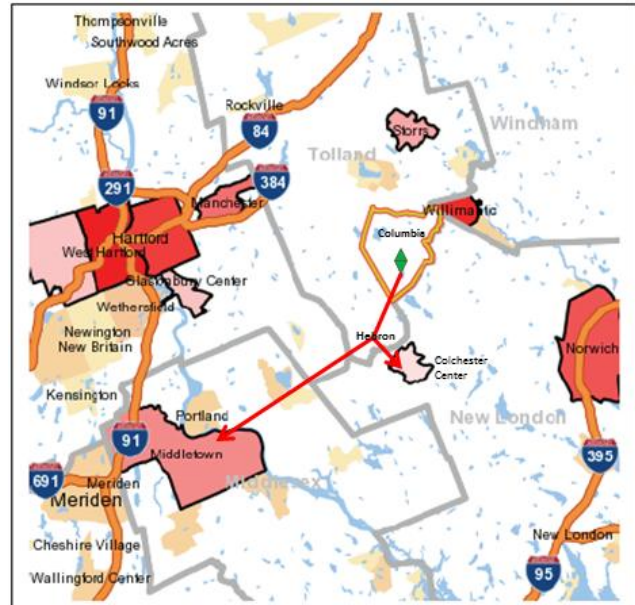 Thompsonville
Southwood Acres
Windsor Locks
91
Rockville
84
Storrs
Windham
Tolland
291
384
Manchester
Willimantic
Columbia
Hartford
West Hartford
Glastonbury Center
Wethersfield
Newington
New Britain
Hebron
Norwich
Colchester
Center
Kensington
Portland
New London
91
Middletown
395
691
Meriden
Meriden
Middlesex
Cheshire Village
New London
95
Wallingford Center